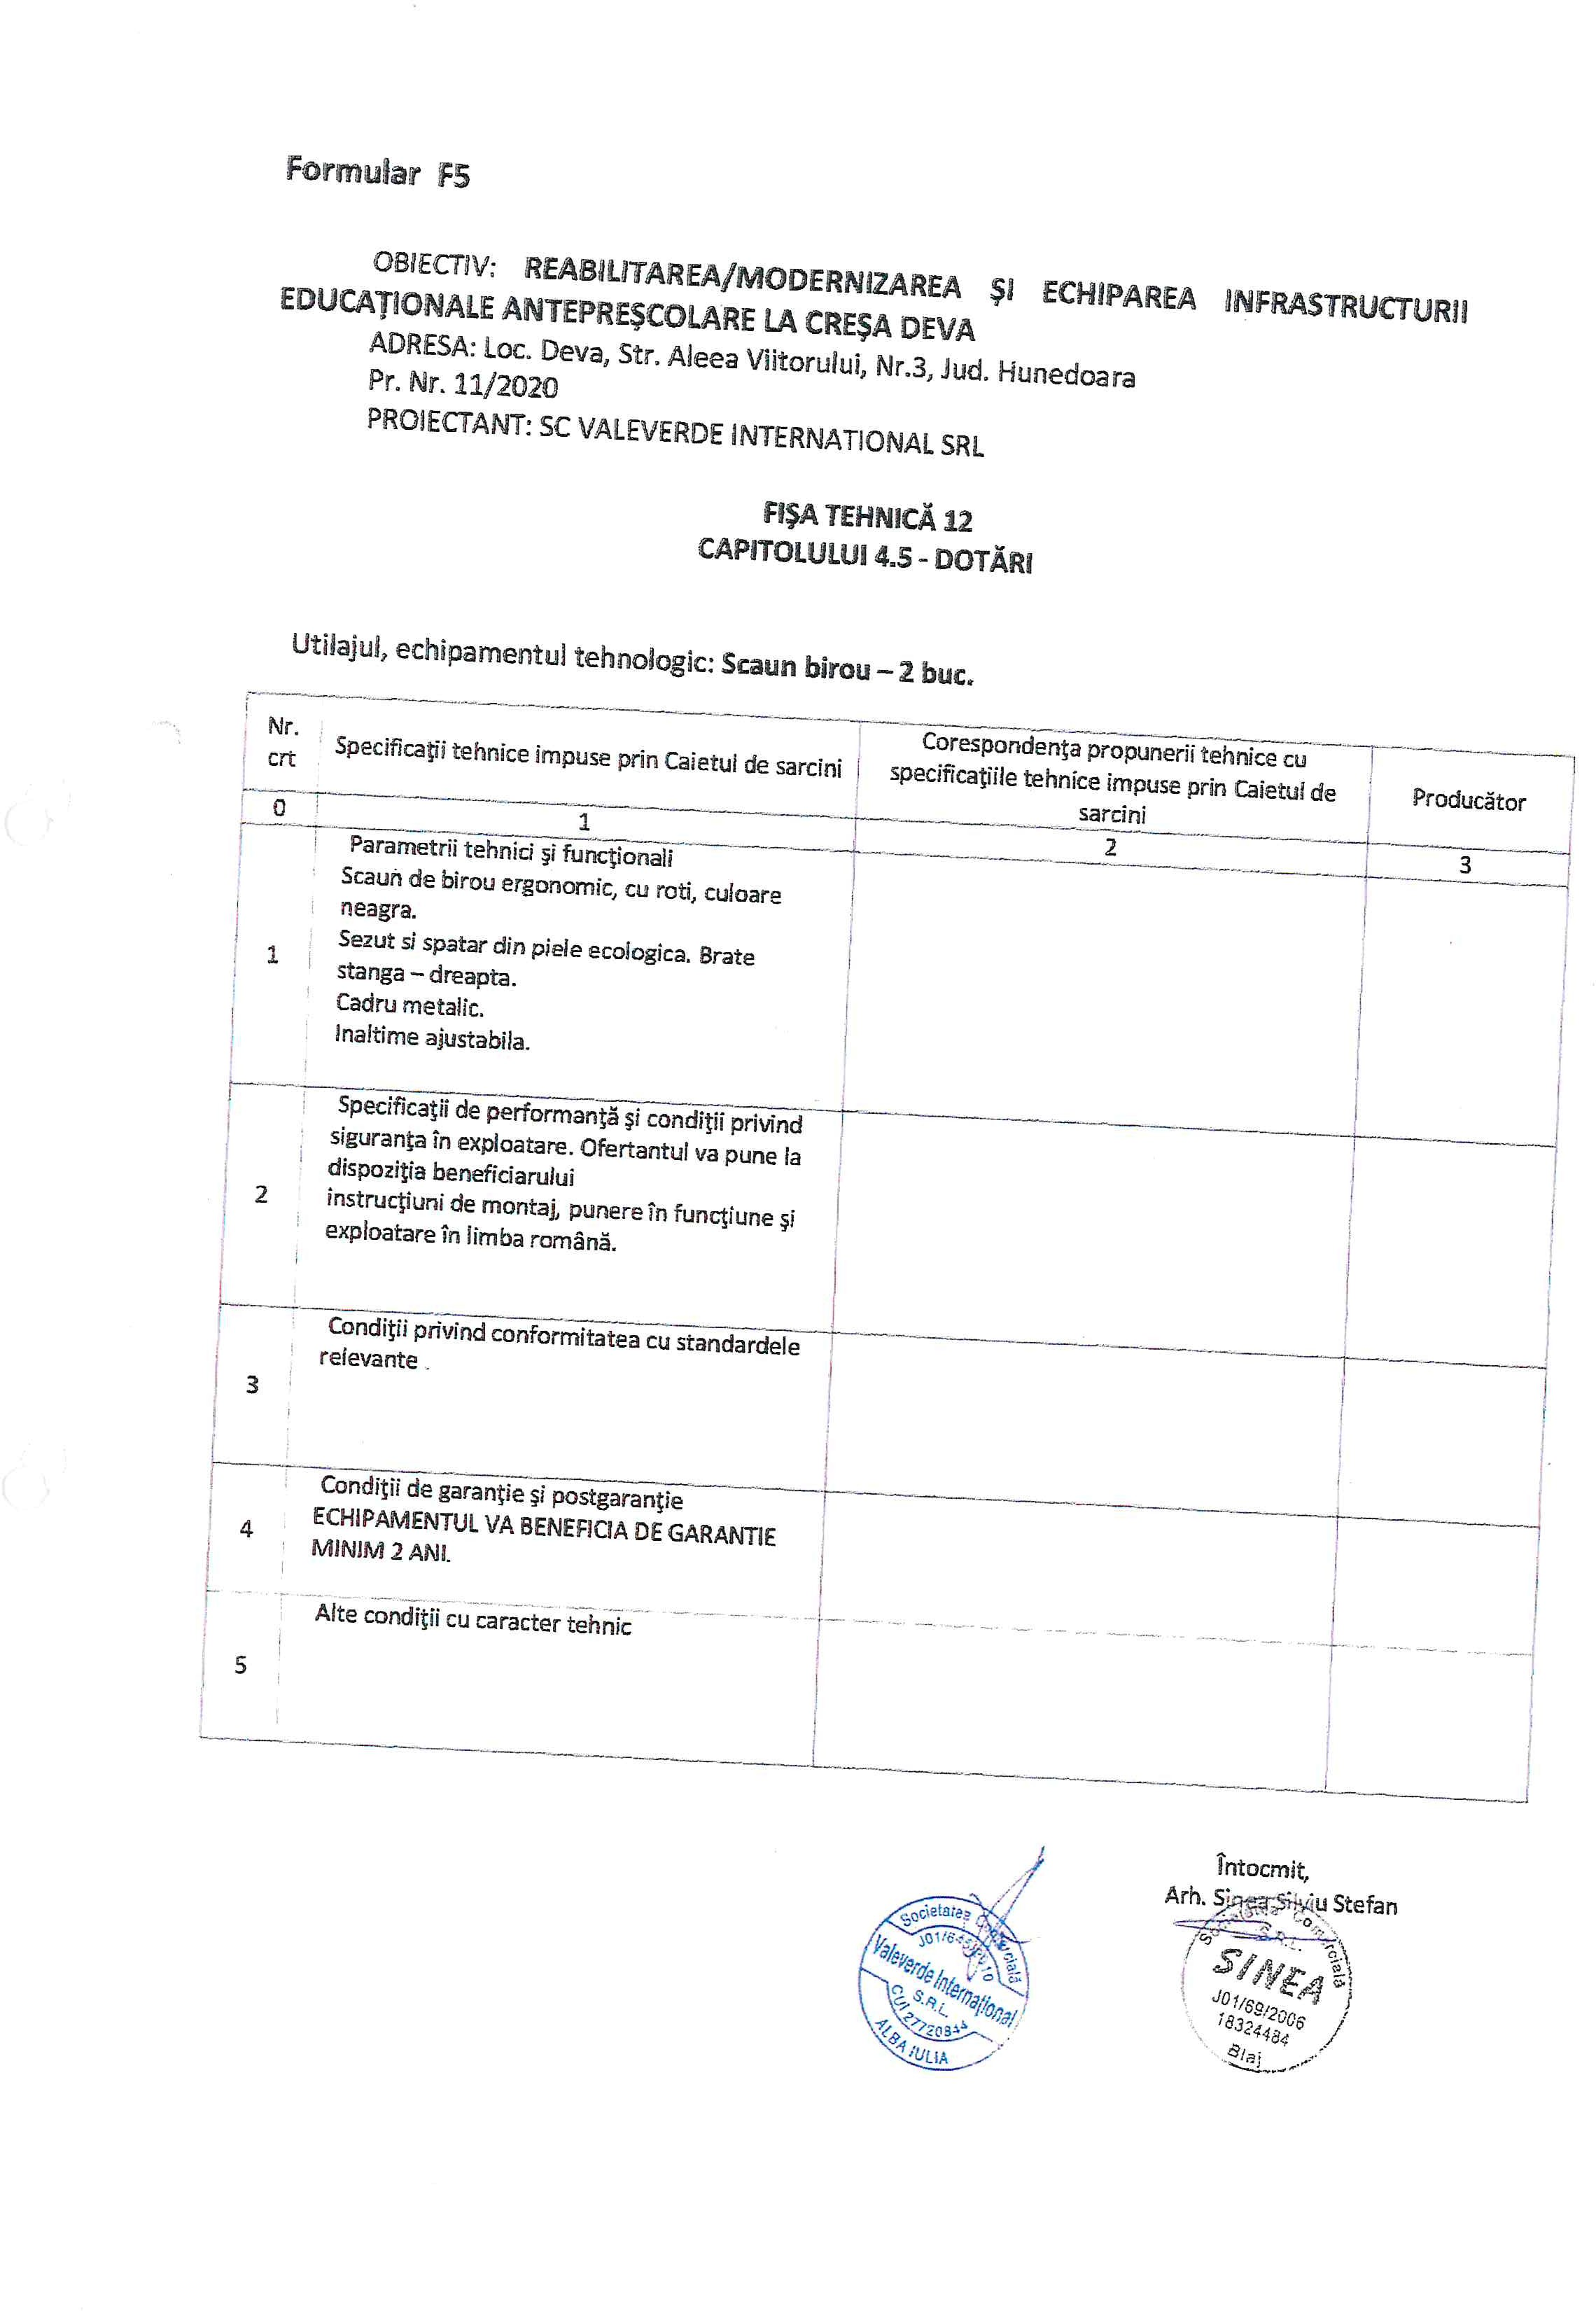 Formular F5
OBIECTIV: REABILITAREA/MODERNIZAREA ŞI ECHIPAREA INFRASTRUCTURII
EDUCAŢIONALE ANTEPREŞCOLARE LA CREŞA DEVA
ADRESA: Loc. Deva, Str. Aleea Viitorului, Nr.3, Jud. Hunedoara
Pr. Nr. 11/2020
PROIECTANT: SC VALEVERDE INTERNATIONAL SRL
FIŞA TEHNICĂ 12
CAPITOLULUI 4.5 - DOTĂRI
Utilajul, echipamentul tehnologic: Scaun birou – 2 buc.
Nr.
crt
Specificaţii tehnice impuse prin Caietul de sarcini
Corespondenţa propunerii tehnice cu
specificaţiile tehnice impuse prin Caietul de
sarcini
Producător
0
1
2
3
1
Parametrii tehnici şi funcţionali
Scaun de birou ergonomic, cu roti, culoare
neagra.
Sezut si spatar din piele ecologica. Brate
stanga – dreapta.
Cadru metalic.
Inaltime ajustabila.
2
Specificaţii de performanţă şi condiţii privind
siguranţa în exploatare. Ofertantul va pune la
dispoziţia beneficiarului
instrucţiuni de montaj, punere în funcţiune şi
exploatare în limba română.
3
Condiţii privind conformitatea cu standardele
relevante .
4
Condiţii de garanţie şi postgaranţie
ECHIPAMENTUL VA BENEFICIA DE GARANTIE
MINIM 2 ANI.
5
Alte condiţii cu caracter tehnic
Întocmit,
Arh. Sinea Silviu Stefan
Societatea Comercială
Valeverde Internaţional
S.R.L.
CUI 27720844
ALBA IULIA
Societatea Comercială
S.R.L.
SINEA
J01/69/2006
18324484
Blaj